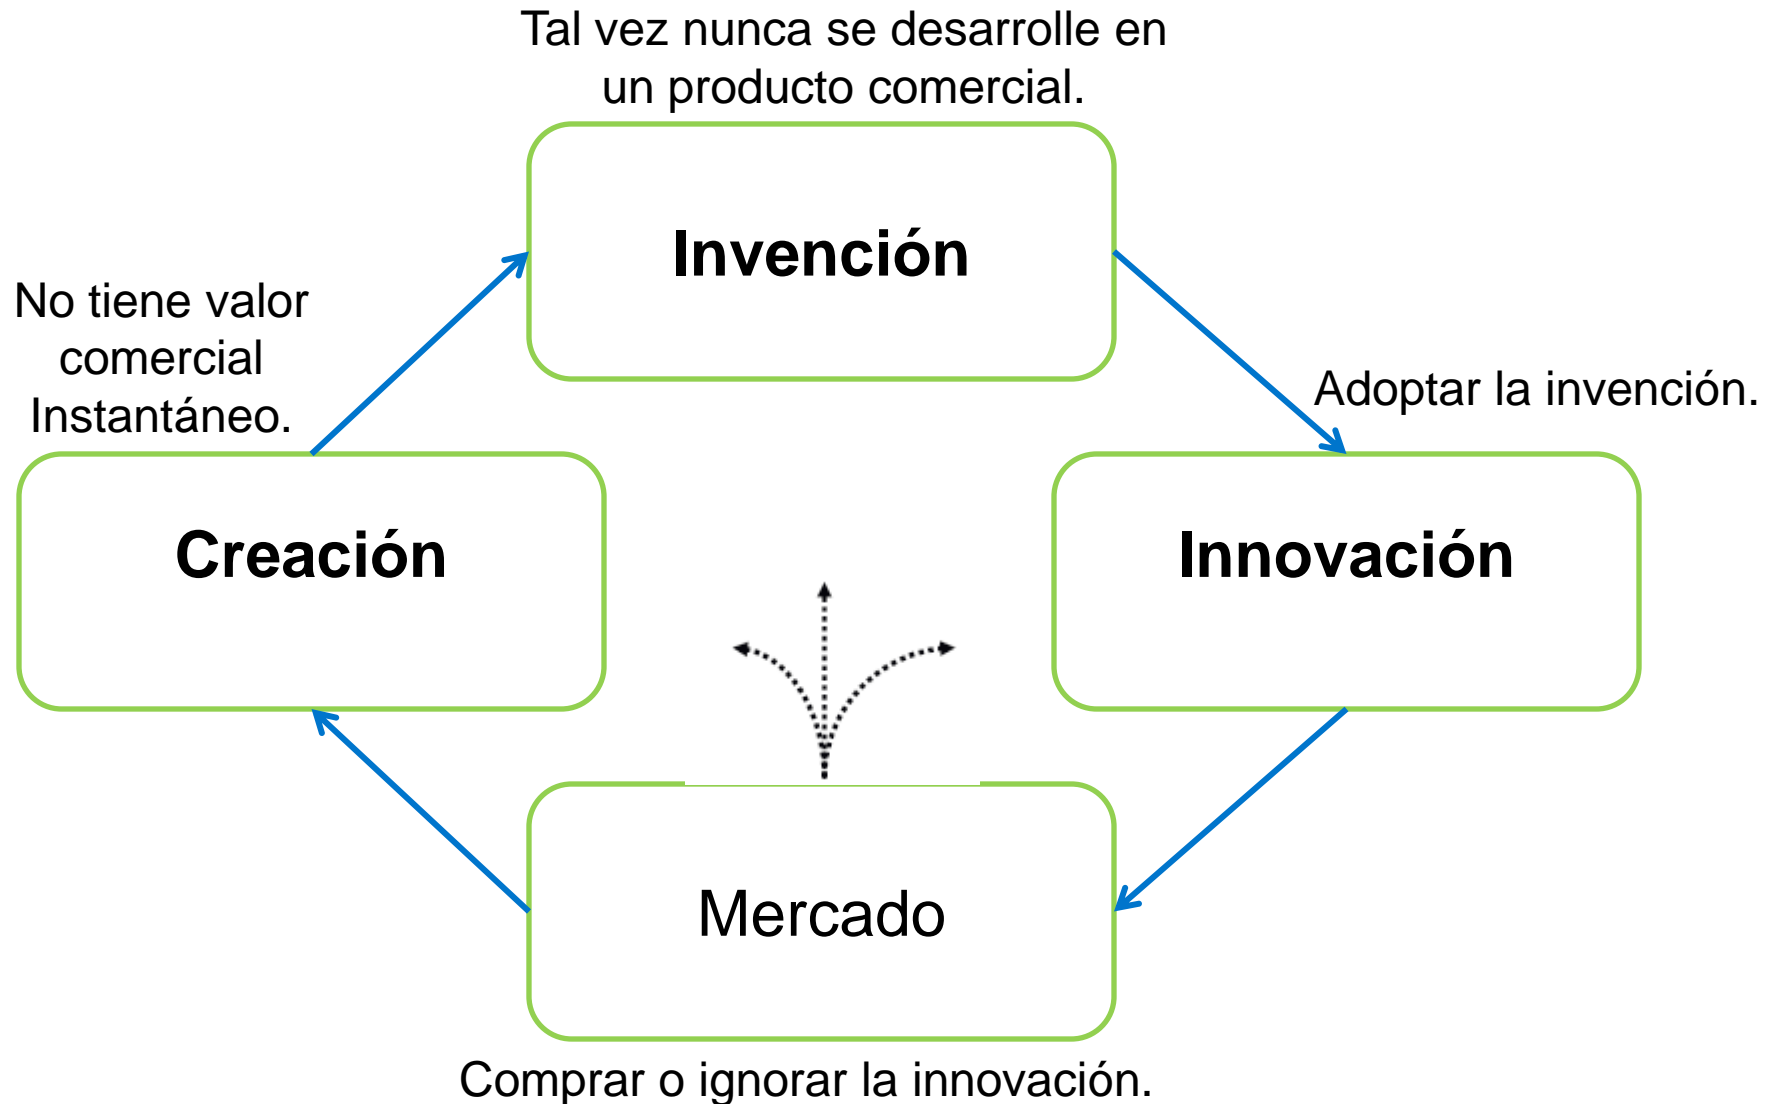 Tal vez nunca se desarrolle en
un producto comercial.
Invención
No tiene valor
comercial
Instantáneo.
Adoptar la invención.
Creación
Innovación
Mercado
Comprar o ignorar la innovación.